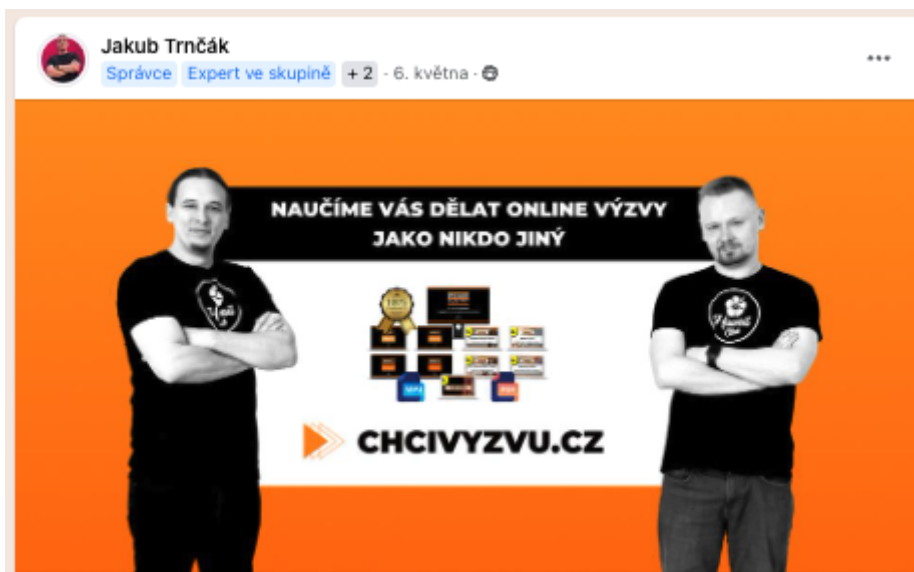 Jakub Trnčák
Správce Expert ve skupině + 2 · 6. května ·
NAUČÍME VÁS DĚLAT ONLINE VÝZVY
JAKO NIKDO JINÝ
CHCIVYZVU.CZ